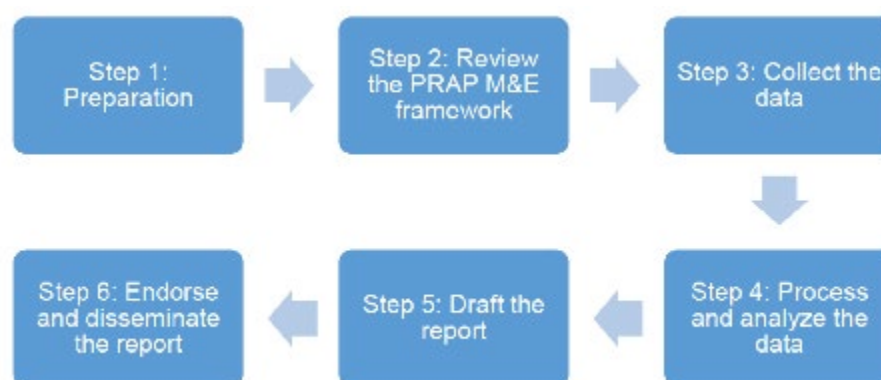 Step 1:
Preparation
Step 2: Review
the PRAP M&E
framework
Step 3: Collect the
data
Step 4: Process
and analyze the
data
Step 5: Draft the
report
Step 6: Endorse
and disseminate
the report